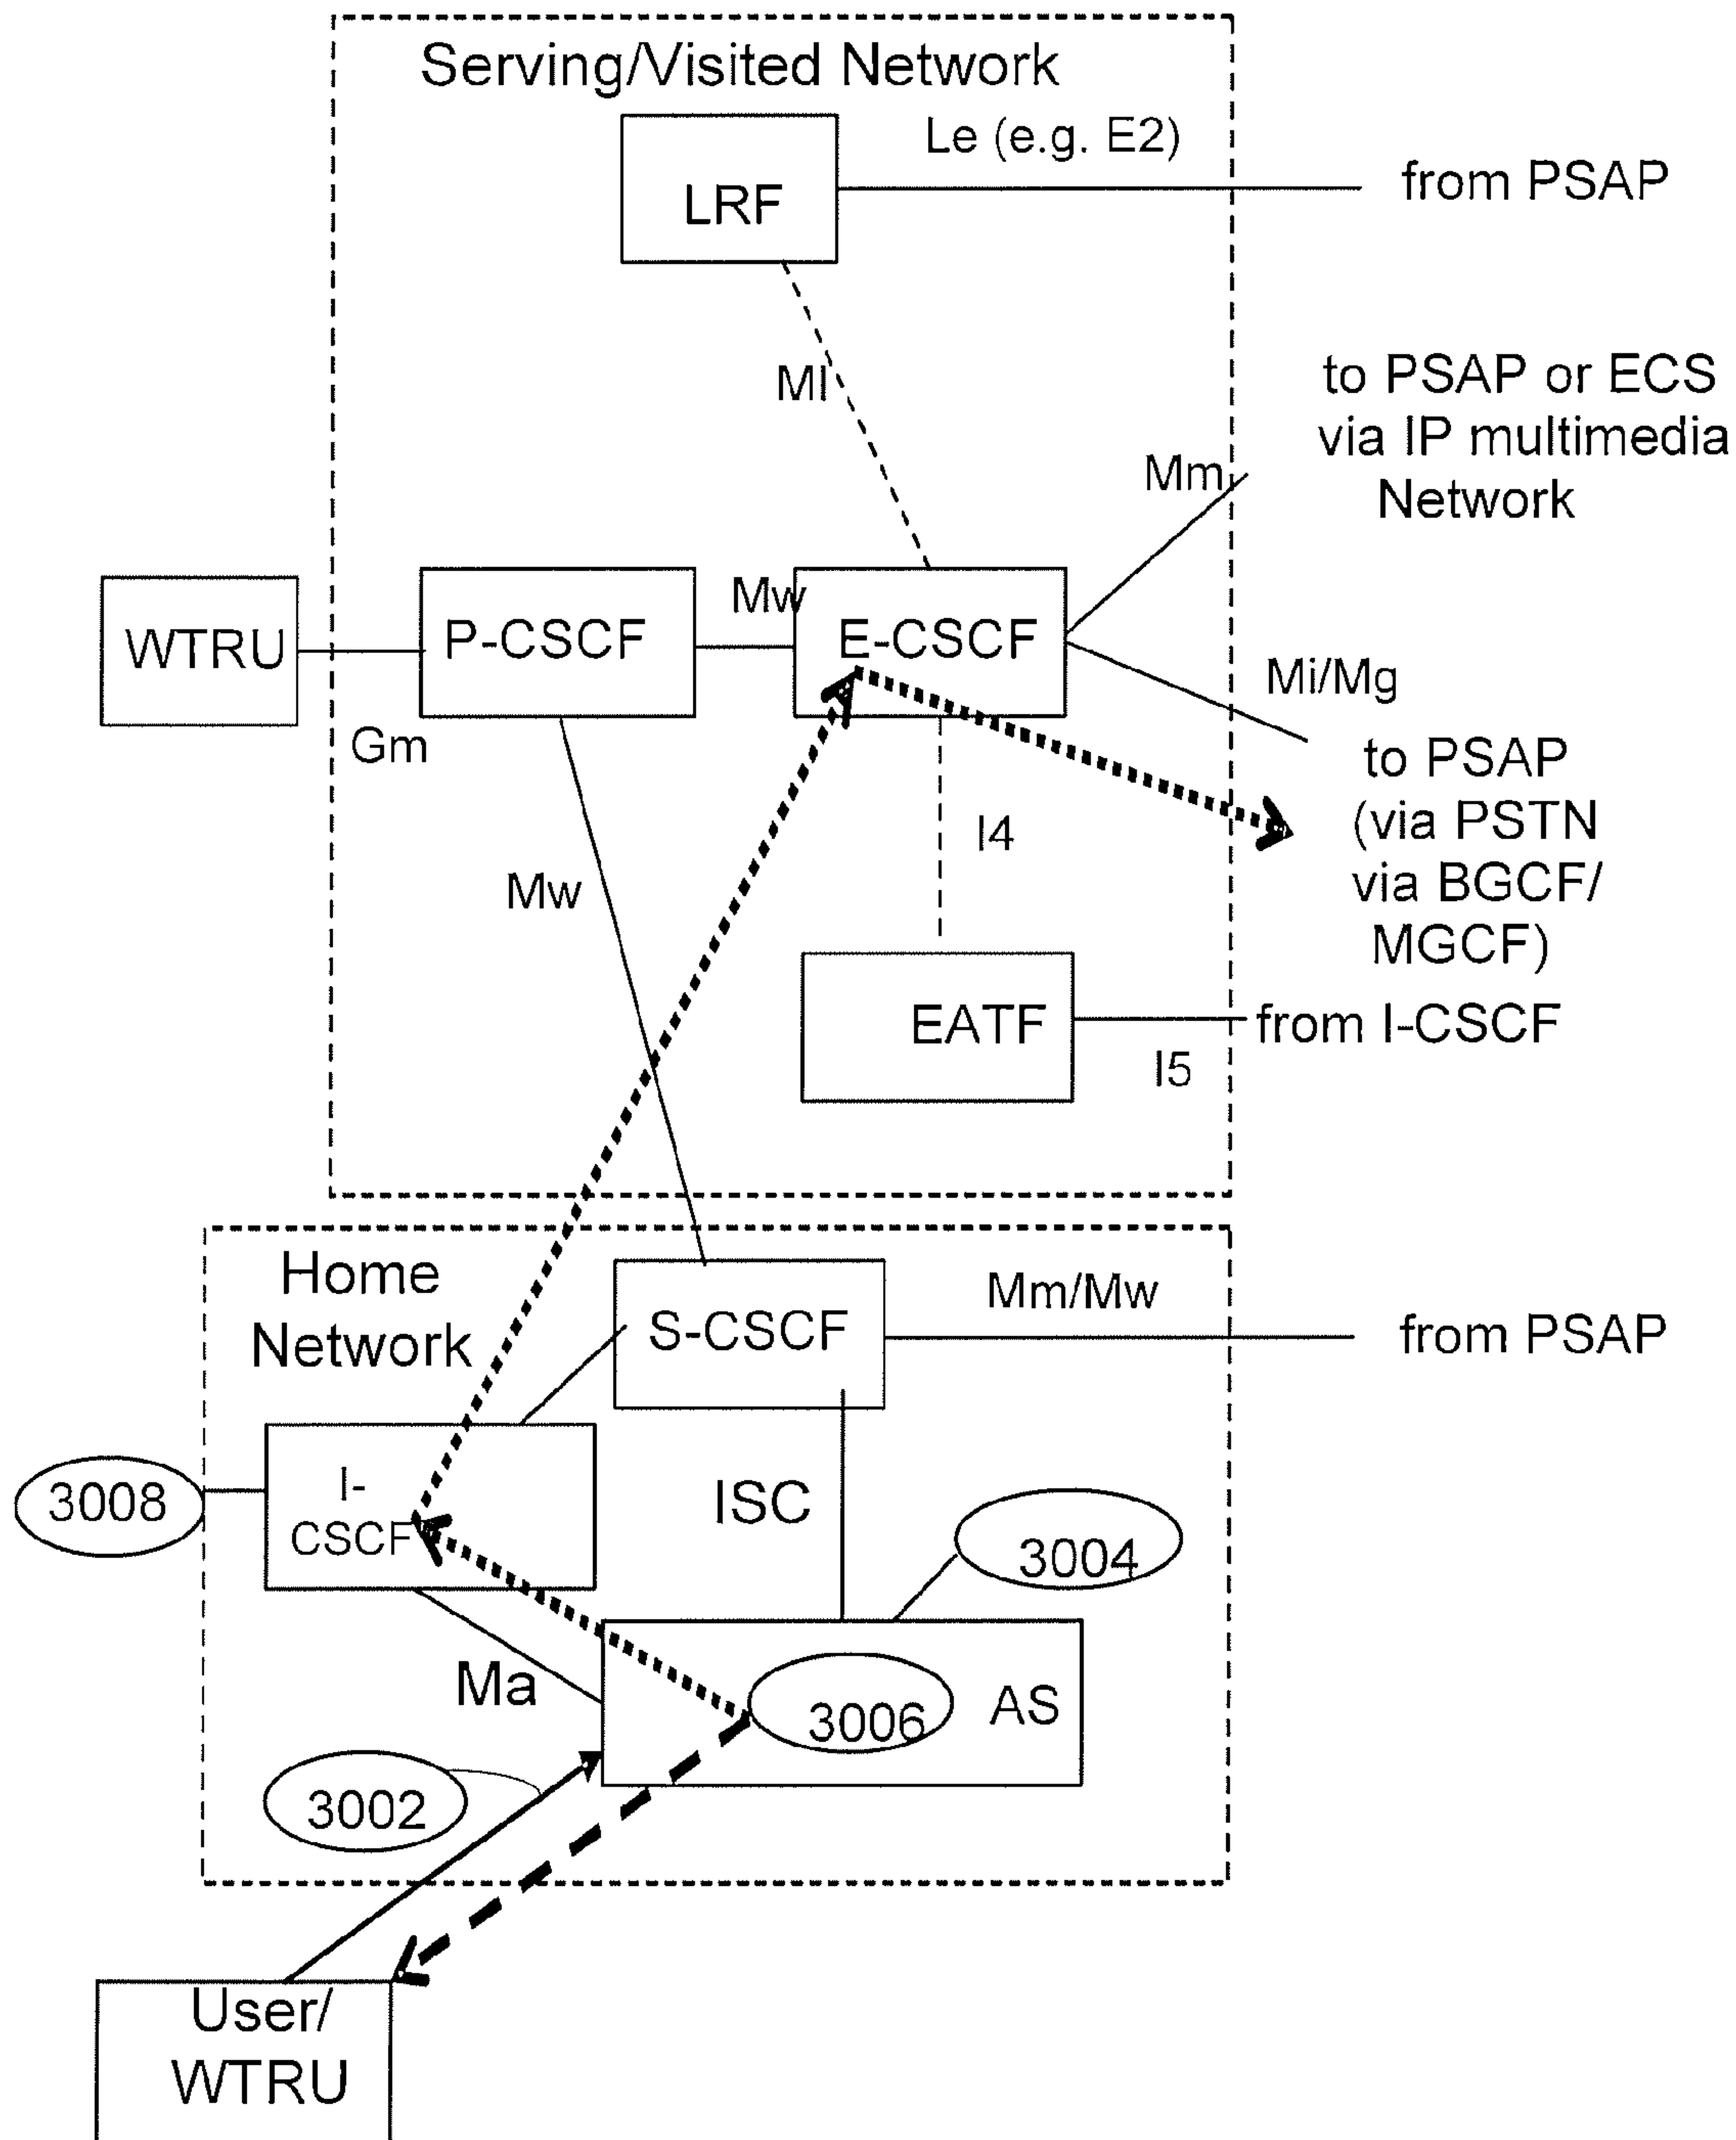 Serving/Visited Network
Le (e.g. E2)
LRF
from PSAP
Ml
to PSAP or ECS
via IP multimedia
Network
Mm
Mw
WTRU
P-CSCF
E-CSCF
Mi/Mg
Gm
to PSAP
(via PSTN
via BGCF/
MGCF)
I4
Mw
EATF
from I-CSCF
I5
Home
Network
Mm/Mw
S-CSCF
from PSAP
3008
I-
CSCF
ISC
3004
Ma
3006
AS
3002
User/
WTRU